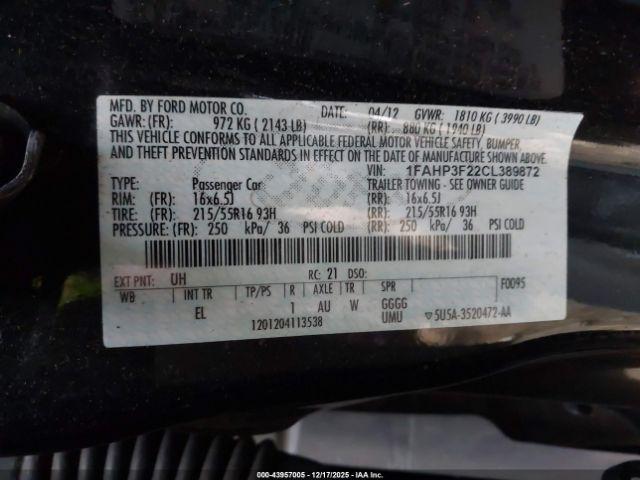 MFD. BY FORD MOTOR CO. 04/12 GVWR: 1810 KG ( 3990 LB)
GAWR: (FR): 972 KG ( 2143 LB) (RR): 880 KG ( 1940 LB)
THIS VEHICLE CONFORMS TO ALL APPLICABLE FEDERAL MOTOR VEHICLE SAFETY, BUMPER,
AND THEFT PREVENTION STANDARDS IN EFFECT ON THE DATE OF MANUFACTURE SHOWN ABOVE.
VIN: 1FAHP3F22CL389872
TYPE: Passenger Car TRAILER TOWING - SEE OWNER GUIDE
RIM: (FR): 16x6.5J (RR): 16x6.5J
TIRE: (FR): 215/55R16 93H (RR): 215/55R16 93H
PRESSURE: (FR): 250 kPa/ 36 PSI COLD (RR): 250 kPa/ 36 PSI COLD
EXT PNT: UH RC: 21 DSO: F0095
WB INT TR TP/PS R AXLE TR SPR
EL 1 AU W GGGG
1201204113538 UMU 5U5A-3520472-AA
000-43957005 - 12/17/2025 - IAAI.com